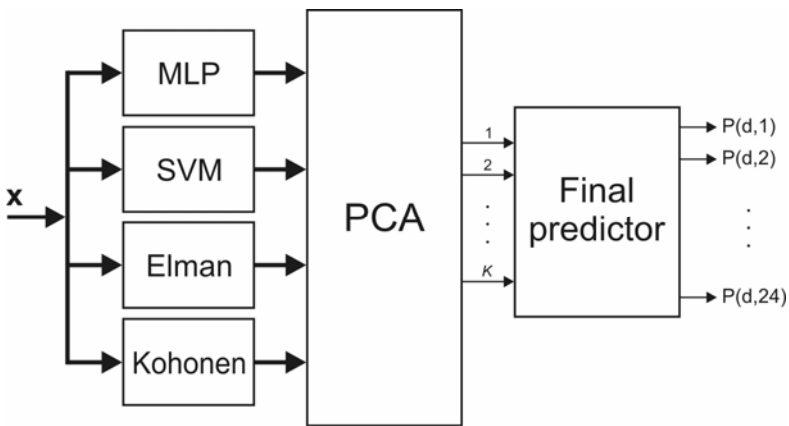 x
MLP
SVM
Elman
Kohonen
PCA
1
2
K
Final
predictor
P(d,1)
P(d,2)
P(d,24)